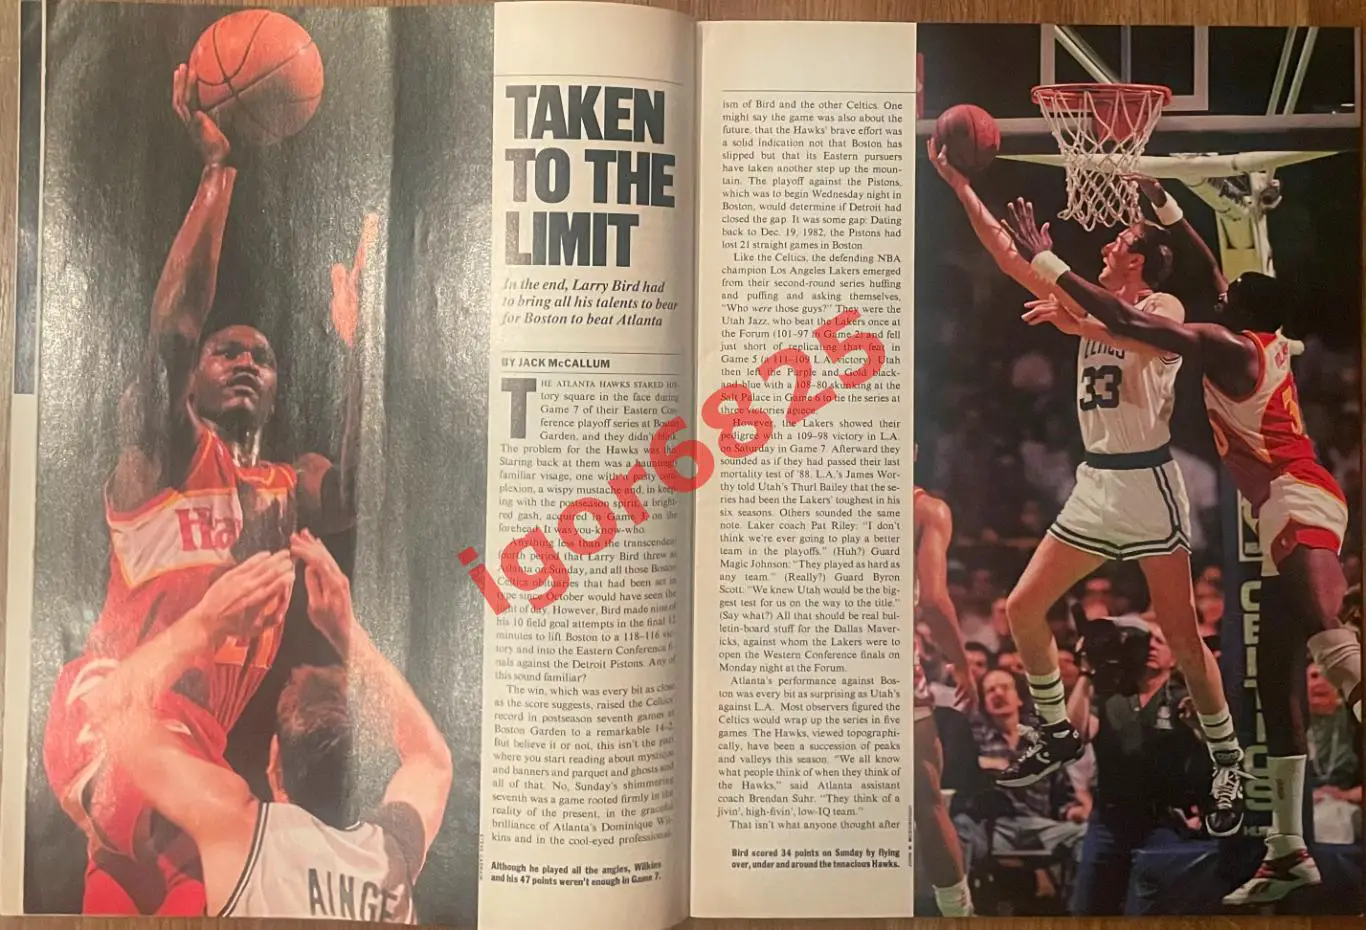 TAKEN
TO THE
LIMIT
In the end, Larry Bird had
to bring all his talents to bear
for Boston to beat Atlanta
BY JACK McCALLUM
THE ATLANTA HAWKS STARED HIS-
tory square in the face during
Game 7 of their Eastern Con-
ference playoff series at Boston
Garden, and they didn't blink.
The problem for the Hawks was this:
Staring back at them was a hauntingly
familiar visage, one with a pasty com-
plexion, a wispy mustache and, in keep-
ing with the postseason spirit, a bright-
red gash, acquired in Game 3, on the
forehead. It was you-know-who.
Anything less than the transcendent
fourth period that Larry Bird threw at
Atlanta on Sunday, and all those Boston
Celtics obituaries that had been set in
type since October would have seen the
light of day. However, Bird made nine of
his 10 field goal attempts in the final 12
minutes to lift Boston to a 118–116 vic-
tory and into the Eastern Conference fi-
nals against the Detroit Pistons. Any of
this sound familiar?
The win, which was every bit as close
as the score suggests, raised the Celtics'
record in postseason seventh games at
Boston Garden to a remarkable 14–2.
But believe it or not, this isn't the part
where you start reading about mystique
and banners and parquet and ghosts and
all of that. No, Sunday's shimmering
seventh was a game rooted firmly in the
reality of the present, in the graceful
brilliance of Atlanta's Dominique Wil-
kins and in the cool-eyed professional-
Although he played all the angles, Wilkins
and his 47 points weren't enough in Game 7.
ism of Bird and the other Celtics. One
might say the game was also about the
future, that the Hawks' brave effort was
a solid indication not that Boston has
slipped but that its Eastern pursuers
have taken another step up the moun-
tain. The playoff against the Pistons,
which was to begin Wednesday night in
Boston, would determine if Detroit had
closed the gap. It was some gap: Dating
back to Dec. 19, 1982, the Pistons had
lost 21 straight games in Boston.
Like the Celtics, the defending NBA
champion Los Angeles Lakers emerged
from their second-round series huffing
and puffing and asking themselves,
"Who were those guys?" They were the
Utah Jazz, who beat the Lakers once at
the Forum (101–97 in Game 2) and fell
just short of replicating that feat in
Game 5 (a 111–109 L.A. victory). Utah
then left the Purple and Gold black-
and-blue with a 108–80 skunking at the
Salt Palace in Game 6 to tie the series at
three victories apiece.
However, the Lakers showed their
pedigree with a 109–98 victory in L.A.
on Saturday in Game 7. Afterward they
sounded as if they had passed their last
mortality test of '88. L.A.'s James Wor-
thy told Utah's Thurl Bailey that the se-
ries had been the Lakers' toughest in his
six seasons. Others sounded the same
note. Laker coach Pat Riley: "I don't
think we're ever going to play a better
team in the playoffs." (Huh?) Guard
Magic Johnson: "They played as hard as
any team." (Really?) Guard Byron
Scott: "We knew Utah would be the big-
gest test for us on the way to the title."
(Say what?) All that should be real bul-
letin-board stuff for the Dallas Maver-
icks, against whom the Lakers were to
open the Western Conference finals on
Monday night at the Forum.
Atlanta's performance against Bos-
ton was every bit as surprising as Utah's
against L.A. Most observers figured the
Celtics would wrap up the series in five
games. The Hawks, viewed topographi-
cally, have been a succession of peaks
and valleys this season. "We all know
what people think of when they think of
the Hawks," said Atlanta assistant
coach Brendan Suhr. "They think of a
jivin', high-fivin', low-IQ team."
That isn't what anyone thought after
Bird scored 34 points on Sunday by flying
over, under and around the tenacious Hawks.
Haw
AINGE
33
CELTICS
igor6825